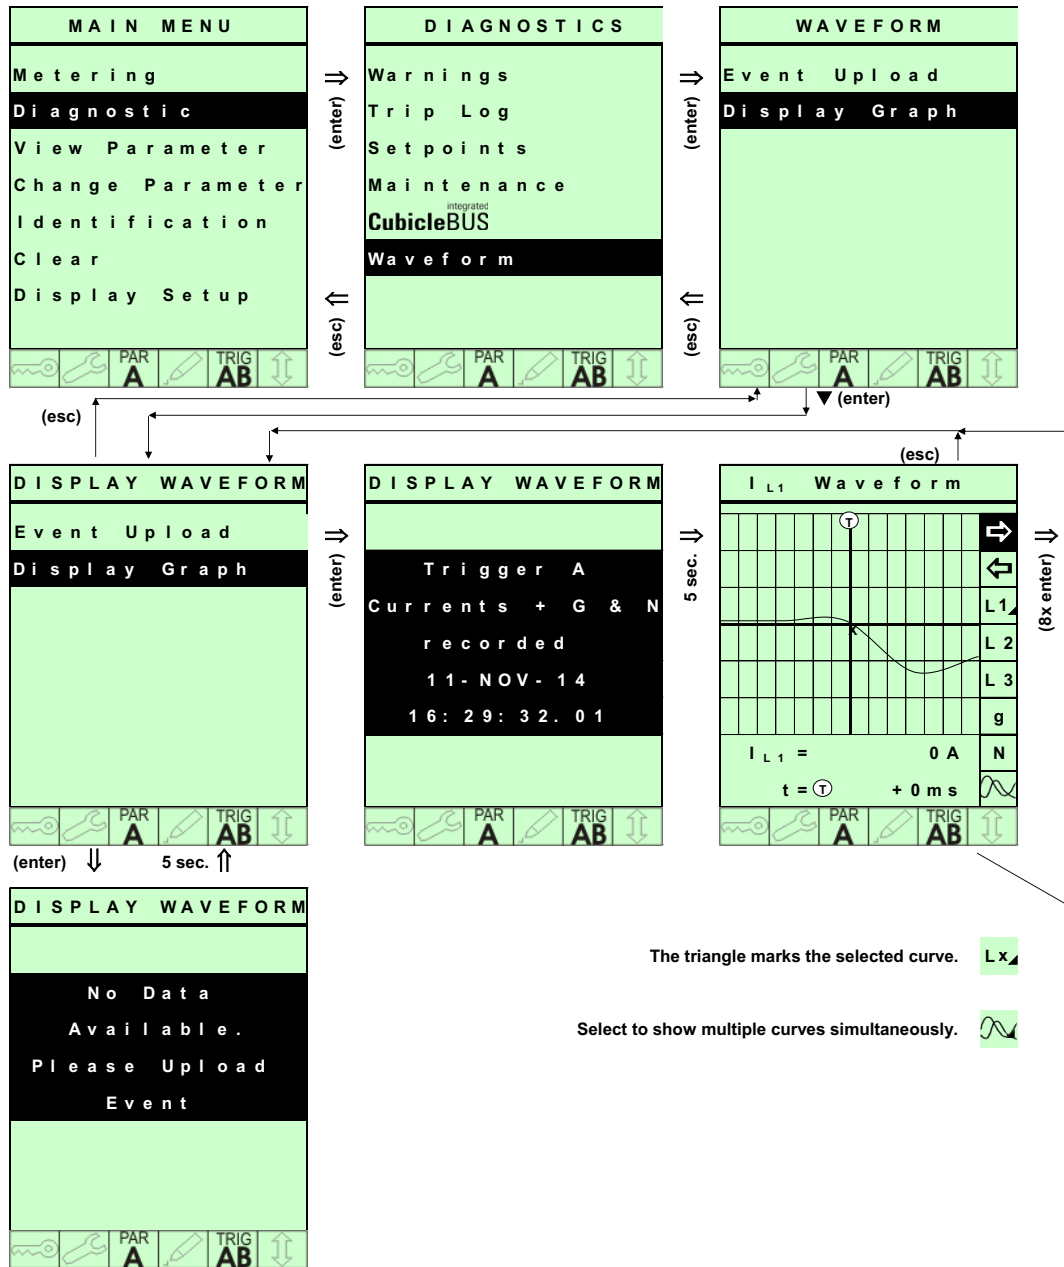 MAIN MENU
Metering
Diagnostic
View Parameter
Change Parameter
Identification
Clear
Display Setup
PAR
A
TRIG
AB
(enter)
(esc)
DIAGNOSTICS
Warnings
Trip Log
Setpoints
Maintenance
integrated
CubicleBUS
Waveform
PAR
A
TRIG
AB
(enter)
(esc)
WAVEFORM
Event Upload
Display Graph
PAR
A
TRIG
AB
(esc)
▼ (enter)
(esc)
DISPLAY WAVEFORM
Event Upload
Display Graph
PAR
A
TRIG
AB
(enter)
DISPLAY WAVEFORM
Trigger A
Currents + G & N
recorded
11-NOV-14
16:29:32.01
PAR
A
TRIG
AB
5 sec.
I L1 Waveform
T
x
L1
L2
L3
g
N
I L1 = 0 A
t = T +0ms
PAR
A
TRIG
AB
(8x enter)
(enter) 5 sec.
DISPLAY WAVEFORM
No Data
Available.
Please Upload
Event
PAR
A
TRIG
AB
The triangle marks the selected curve. Lx
Select to show multiple curves simultaneously.